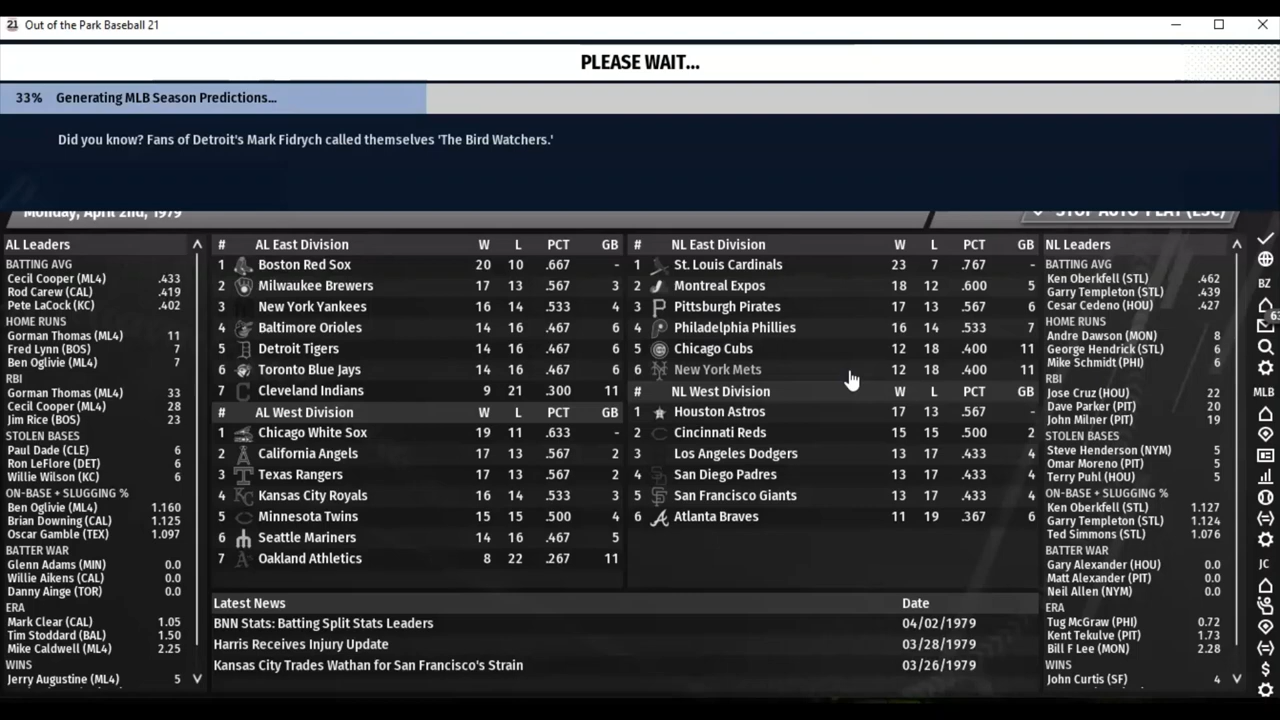 21 Out of the Park Baseball 21
PLEASE WAIT...
33% Generating MLB Season Predictions...
Did you know? Fans of Detroit's Mark Fidrych called themselves 'The Bird Watchers.'
Monday, April 2nd, 1979
STOP AUTO-PLAY (ESC)
AL Leaders
BATTING AVG
Cecil Cooper (ML4) .433
Rod Carew (CAL) .419
Pete LaCock (KC) .402
HOME RUNS
Gorman Thomas (ML4) 11
Fred Lynn (BOS) 7
Ben Oglivie (ML4) 7
RBI
Gorman Thomas (ML4) 33
Cecil Cooper (ML4) 28
Jim Rice (BOS) 23
STOLEN BASES
Paul Dade (CLE) 6
Ron LeFlore (DET) 6
Willie Wilson (KC) 6
ON-BASE + SLUGGING %
Ben Oglivie (ML4) 1.160
Brian Downing (CAL) 1.125
Oscar Gamble (TEX) 1.097
BATTER WAR
Glenn Adams (MIN) 0.0
Willie Aikens (CAL) 0.0
Danny Ainge (TOR) 0.0
ERA
Mark Clear (CAL) 1.05
Tim Stoddard (BAL) 1.50
Mike Caldwell (ML4) 2.25
WINS
Jerry Augustine (ML4) 5
# AL East Division W L PCT GB
1 Boston Red Sox 20 10 .667 -
2 Milwaukee Brewers 17 13 .567 3
3 New York Yankees 16 14 .533 4
4 Baltimore Orioles 14 16 .467 6
5 Detroit Tigers 14 16 .467 6
6 Toronto Blue Jays 14 16 .467 6
7 Cleveland Indians 9 21 .300 11
# AL West Division W L PCT GB
1 Chicago White Sox 19 11 .633 -
2 California Angels 17 13 .567 2
3 Texas Rangers 17 13 .567 2
4 Kansas City Royals 16 14 .533 3
5 Minnesota Twins 15 15 .500 4
6 Seattle Mariners 14 16 .467 5
7 Oakland Athletics 8 22 .267 11
# NL East Division W L PCT GB
1 St. Louis Cardinals 23 7 .767 -
2 Montreal Expos 18 12 .600 5
3 Pittsburgh Pirates 17 13 .567 6
4 Philadelphia Phillies 16 14 .533 7
5 Chicago Cubs 12 18 .400 11
6 New York Mets 12 18 .400 11
# NL West Division W L PCT GB
1 Houston Astros 17 13 .567 -
2 Cincinnati Reds 15 15 .500 2
3 Los Angeles Dodgers 13 17 .433 4
4 San Diego Padres 13 17 .433 4
5 San Francisco Giants 13 17 .433 4
6 Atlanta Braves 11 19 .367 6
Latest News Date
BNN Stats: Batting Split Stats Leaders 04/02/1979
Harris Receives Injury Update 03/28/1979
Kansas City Trades Wathan for San Francisco's Strain 03/26/1979
NL Leaders
BATTING AVG
Ken Oberkfell (STL) .462
Garry Templeton (STL) .439
Cesar Cedeno (HOU) .427
HOME RUNS
Andre Dawson (MON) 8
George Hendrick (STL) 6
Mike Schmidt (PHI) 6
RBI
Jose Cruz (HOU) 22
Dave Parker (PIT) 20
John Milner (PIT) 19
STOLEN BASES
Steve Henderson (NYM) 5
Omar Moreno (PIT) 5
Terry Puhl (HOU) 5
ON-BASE + SLUGGING %
Ken Oberkfell (STL) 1.127
Garry Templeton (STL) 1.124
Ted Simmons (STL) 1.076
BATTER WAR
Gary Alexander (HOU) 0.0
Matt Alexander (PIT) 0.0
Neil Allen (NYM) 0.0
ERA
Tug McGraw (PHI) 0.72
Kent Tekulve (PIT) 1.73
Bill F Lee (MON) 2.28
WINS
John Curtis (SF) 4
BZ
63
MLB
JC